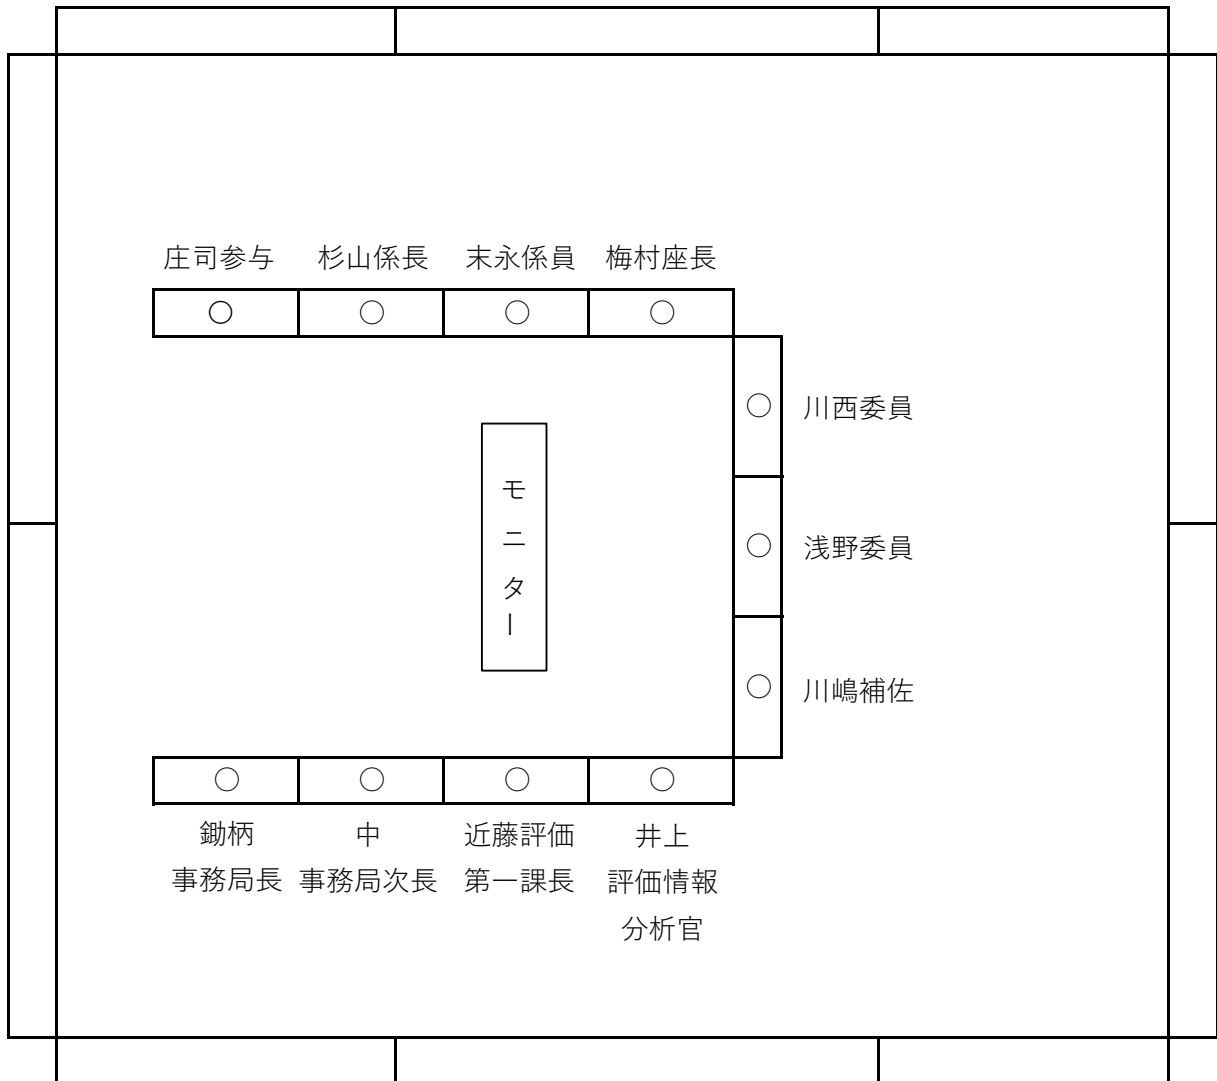 庄司参与 杉山係長 末永係員 梅村座長
○ ○ ○ ○
○ 川西委員
モニター
○ 浅野委員
○ 川嶋補佐
○ ○ ○ ○
鋤柄 中 近藤評価 井上
事務局長 事務局次長 第一課長 評価情報
分析官